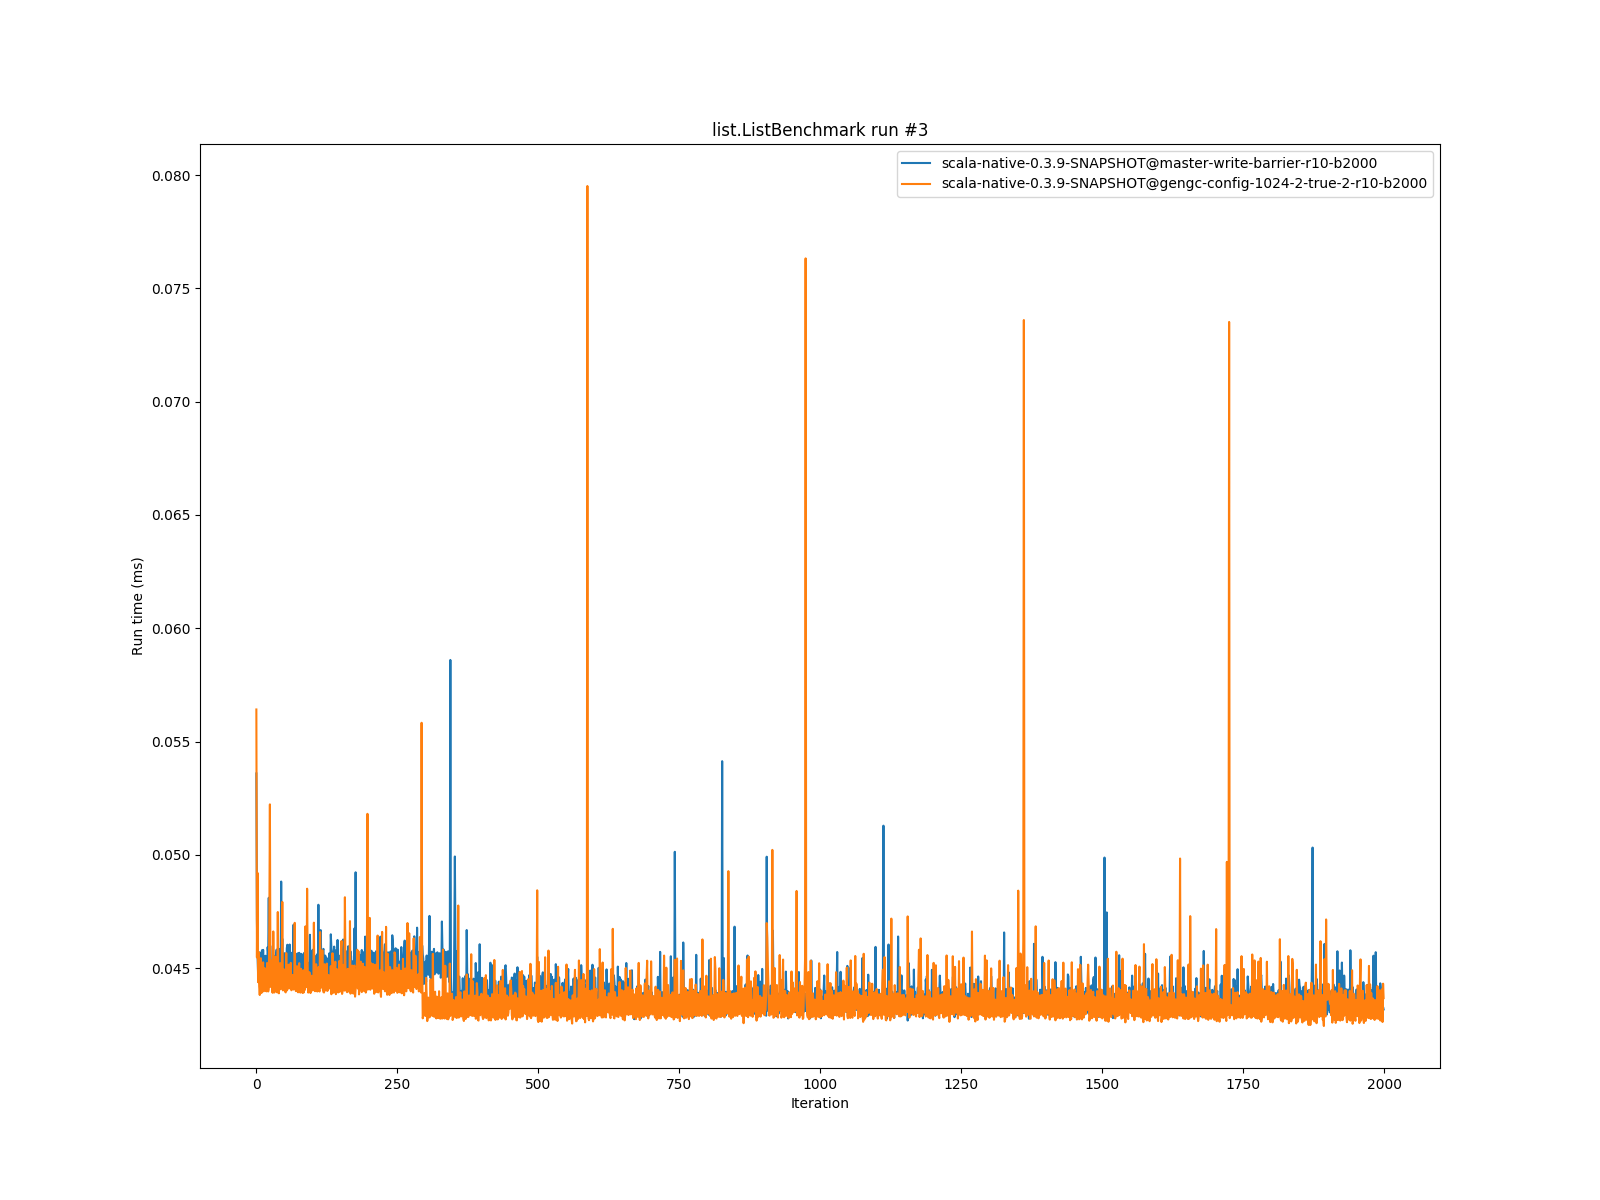 list.ListBenchmark run #3
scala-native-0.3.9-SNAPSHOT@master-write-barrier-r10-b2000
scala-native-0.3.9-SNAPSHOT@gengc-config-1024-2-true-2-r10-b2000
Run time (ms)
0.080
0.075
0.070
0.065
0.060
0.055
0.050
0.045
0 250 500 750 1000 1250 1500 1750 2000
Iteration